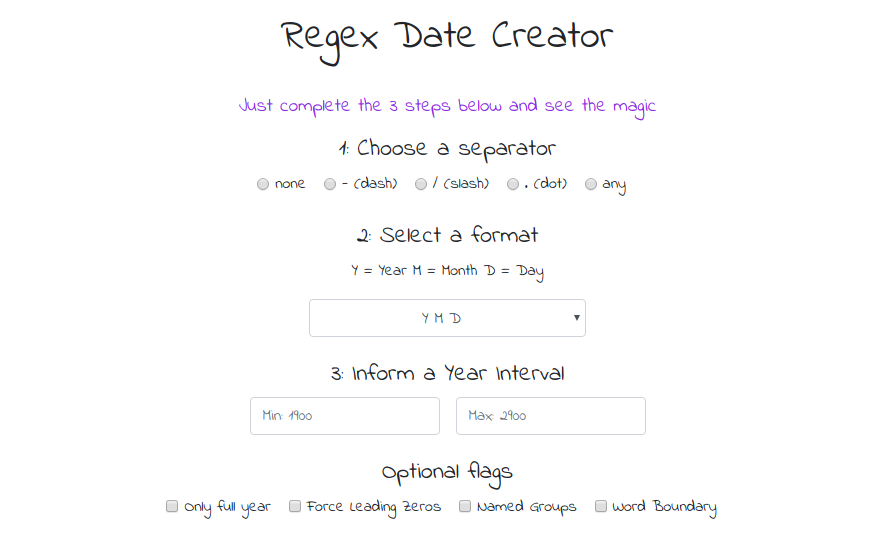 Regex Date Creator
Just complete the 3 steps below and see the magic
1: Choose a separator
none - (dash) / (slash) . (dot) any
2: Select a format
Y = Year M = Month D = Day
Y M D
3: Inform a Year Interval
Min: 1900 Max: 2900
Optional flags
Only full year Force Leading Zeros Named Groups Word Boundary